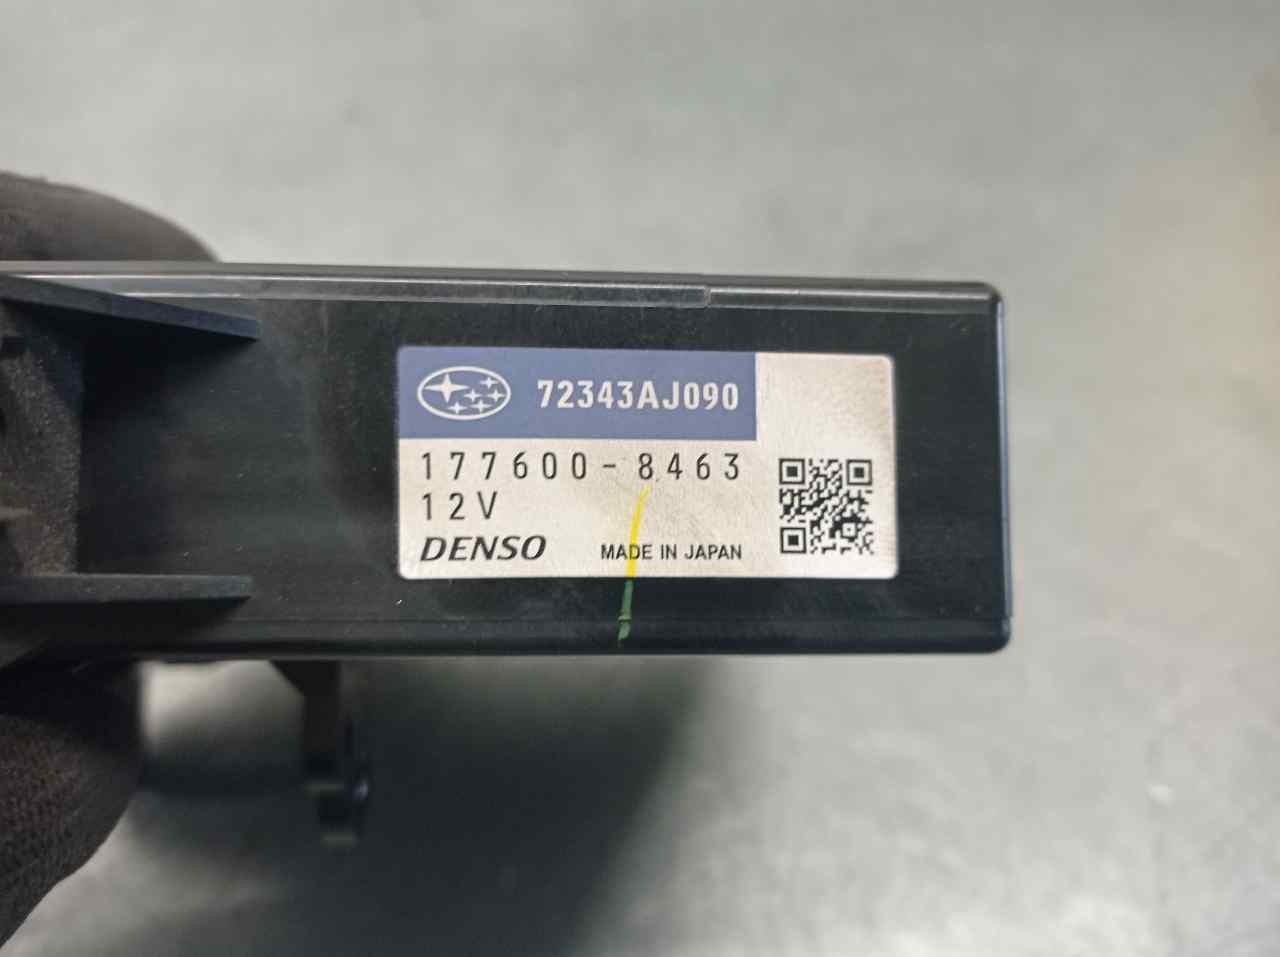 72343AJ090
177600-8463
12V
DENSO MADE IN JAPAN